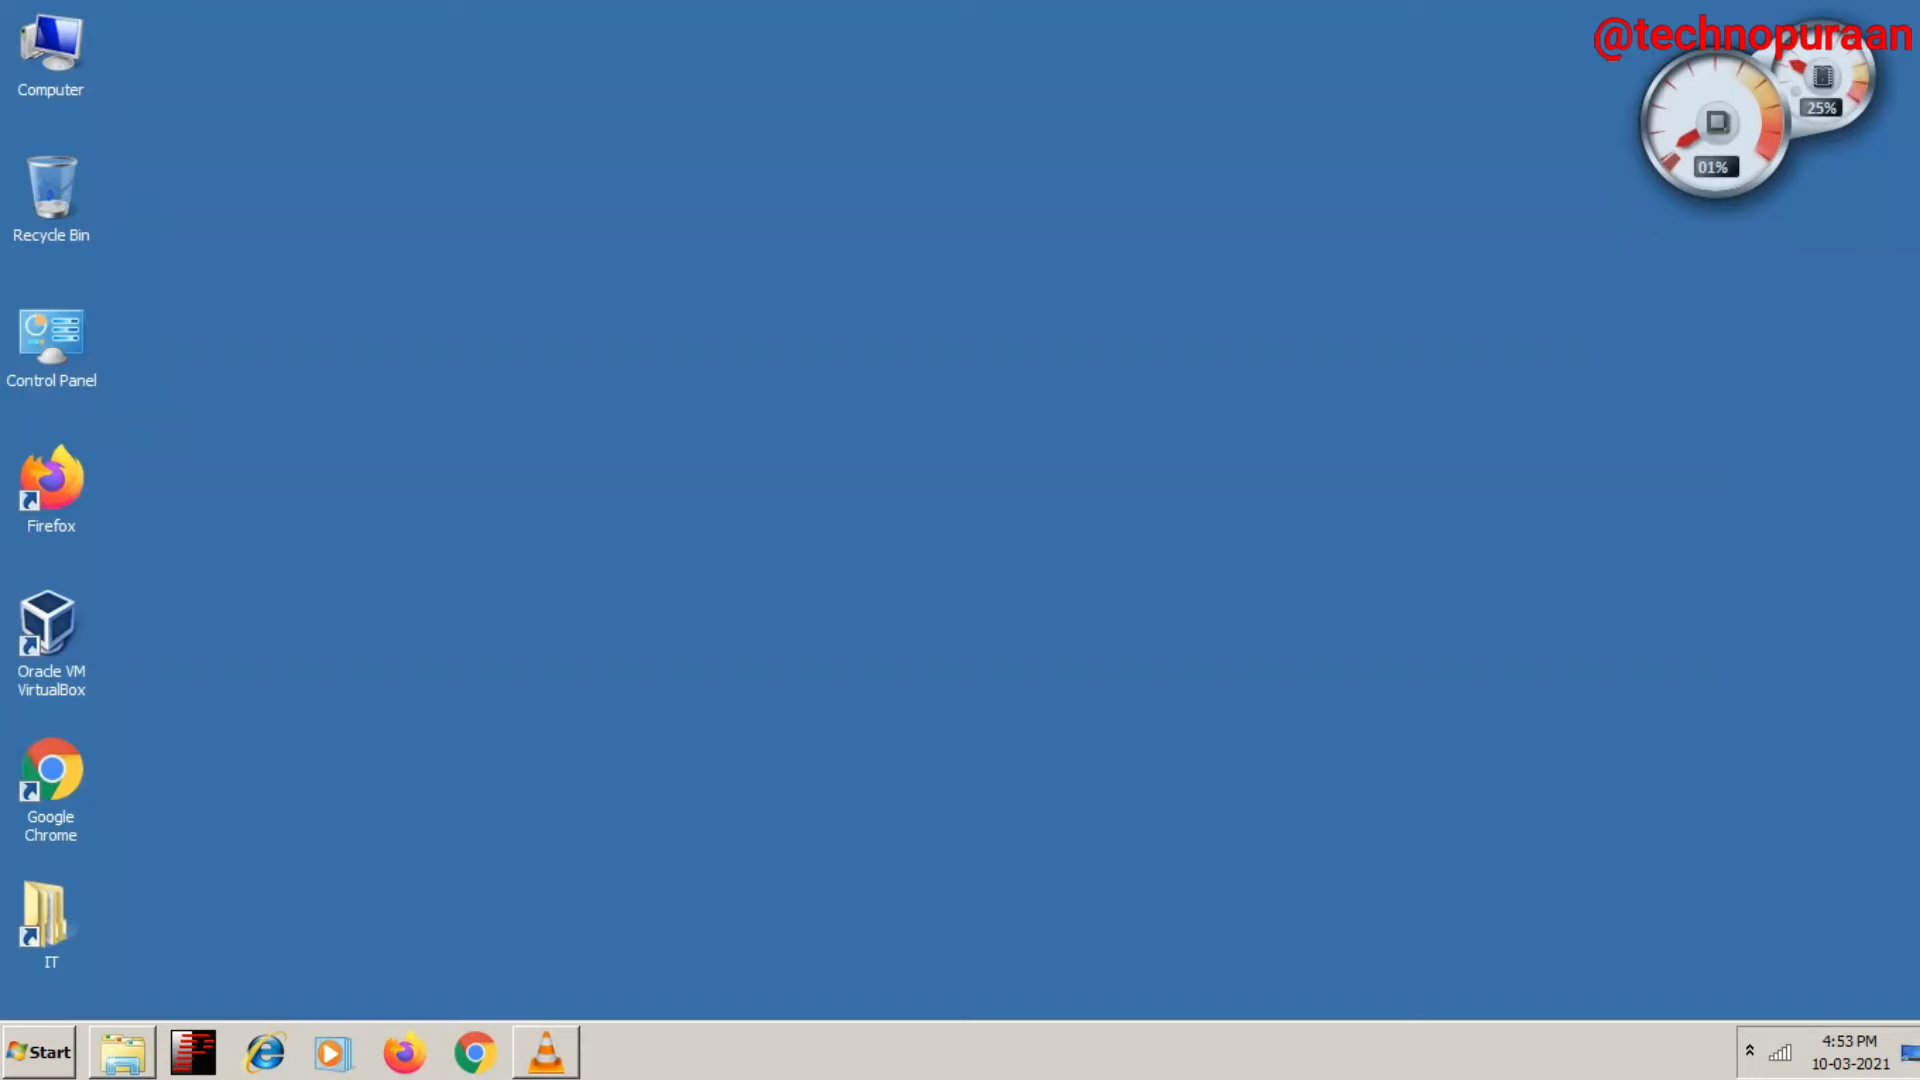 @technopuraan
25%
01%
Computer
Recycle Bin
Control Panel
Firefox
Oracle VM
VirtualBox
Google
Chrome
IT
Start
4:53 PM
10-03-2021